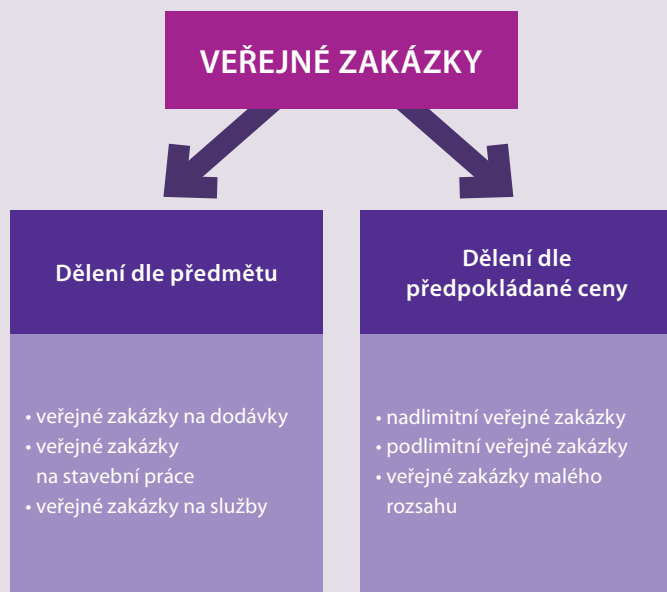 VEŘEJNÉ ZAKÁZKY
Dělení dle předmětu
• veřejné zakázky na dodávky
• veřejné zakázky
na stavební práce
• veřejné zakázky na služby
Dělení dle
předpokládané ceny
• nadlimitní veřejné zakázky
• podlimitní veřejné zakázky
• veřejné zakázky malého
rozsahu